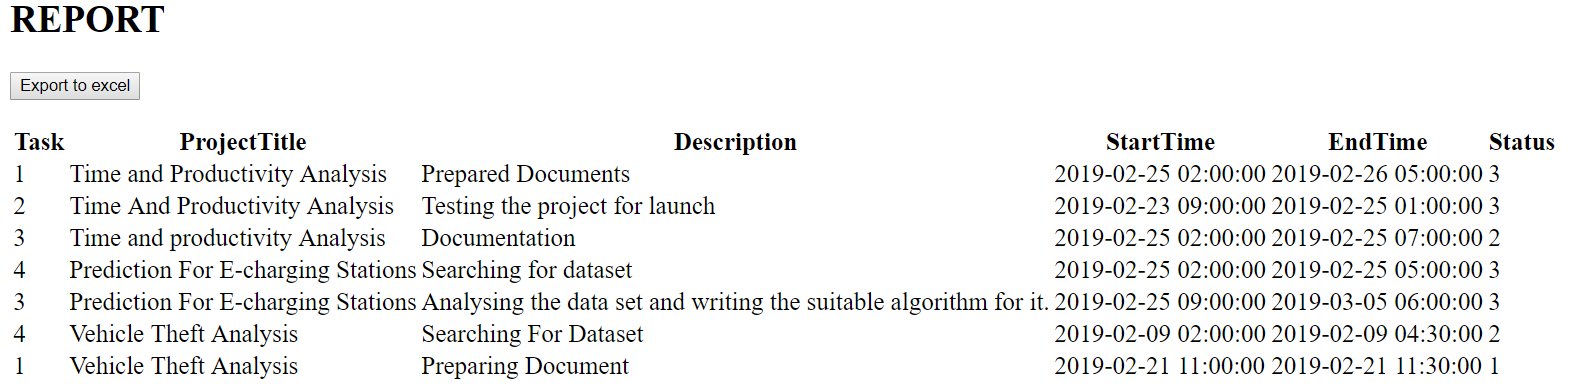 REPORT
Export to excel
Task ProjectTitle Description StartTime EndTime Status
1 Time and Productivity Analysis Prepared Documents 2019-02-25 02:00:00 2019-02-26 05:00:00 3
2 Time And Productivity Analysis Testing the project for launch 2019-02-23 09:00:00 2019-02-25 01:00:00 3
3 Time and productivity Analysis Documentation 2019-02-25 02:00:00 2019-02-25 07:00:00 2
4 Prediction For E-charging Stations Searching for dataset 2019-02-25 02:00:00 2019-02-25 05:00:00 3
3 Prediction For E-charging Stations Analysing the data set and writing the suitable algorithm for it. 2019-02-25 09:00:00 2019-03-05 06:00:00 3
4 Vehicle Theft Analysis Searching For Dataset 2019-02-09 02:00:00 2019-02-09 04:30:00 2
1 Vehicle Theft Analysis Preparing Document 2019-02-21 11:00:00 2019-02-21 11:30:00 1